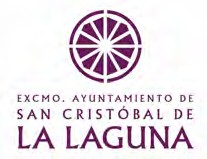 EXCMO. AYUNTAMIENTO DE
SAN CRISTÓBAL DE
LA LAGUNA